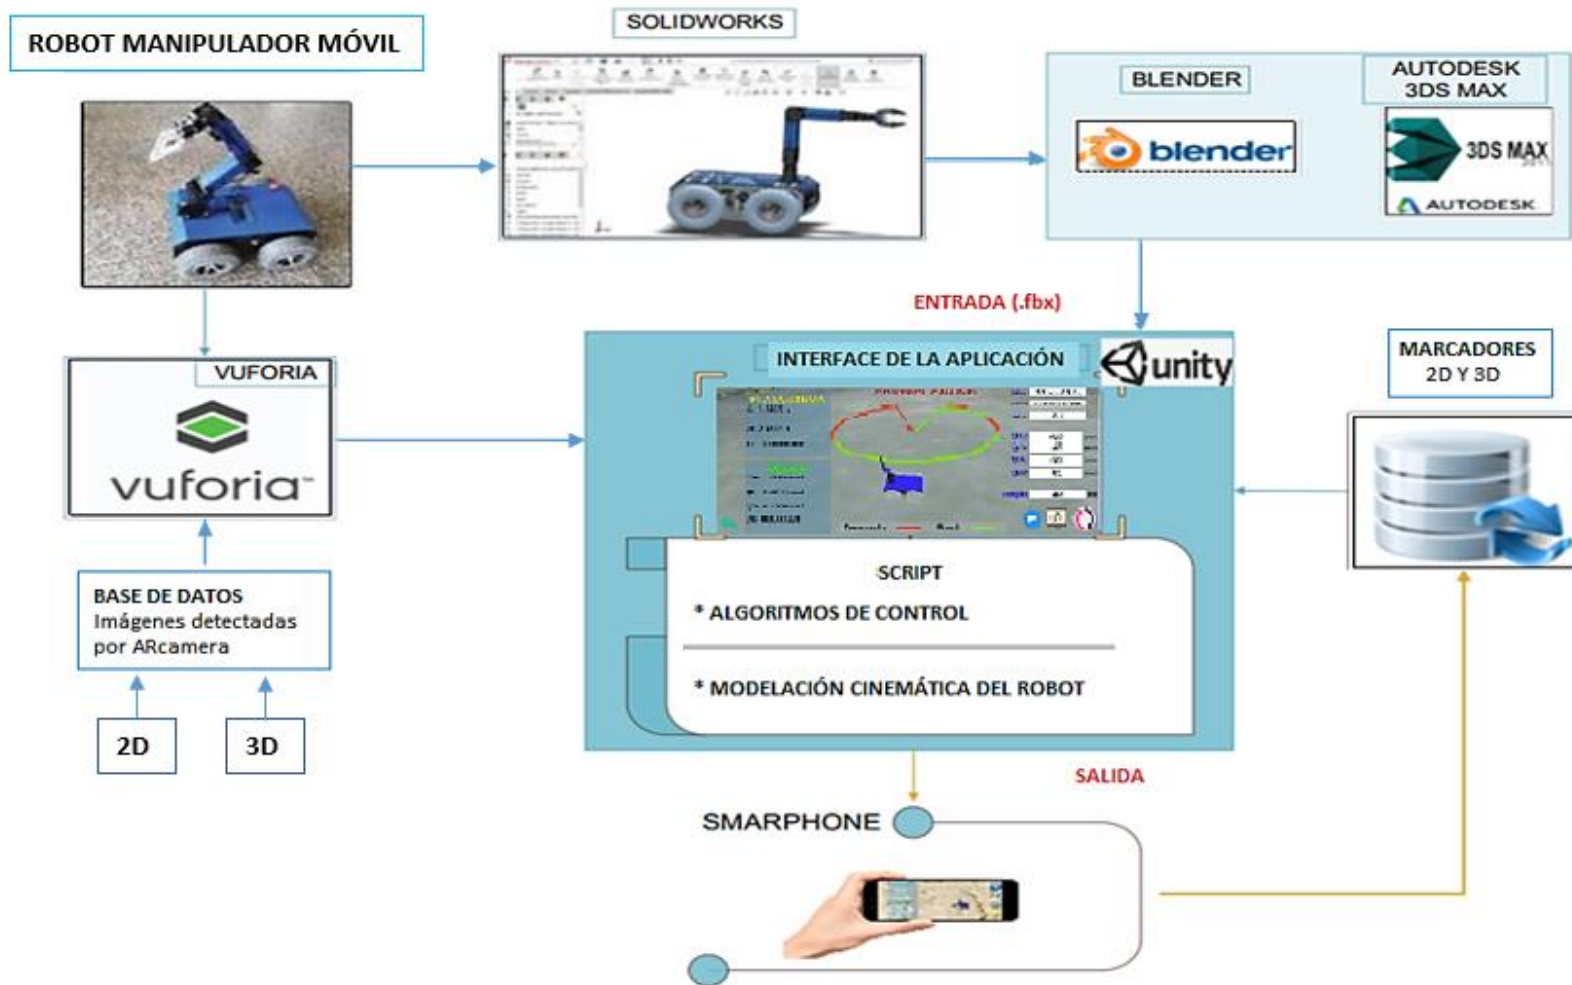 ROBOT MANIPULADOR MÓVIL
SOLIDWORKS
BLENDER
AUTODESK
3DS MAX
blender
3DS MAX
AUTODESK
ENTRADA (.fbx)
VUFORIA
vuforia
INTERFACE DE LA APLICACIÓN
unity
MARCADORES
2D Y 3D
BASE DE DATOS
Imágenes detectadas
por ARcamera
2D
3D
SCRIPT
* ALGORITMOS DE CONTROL
* MODELACIÓN CINEMÁTICA DEL ROBOT
SALIDA
SMARPHONE